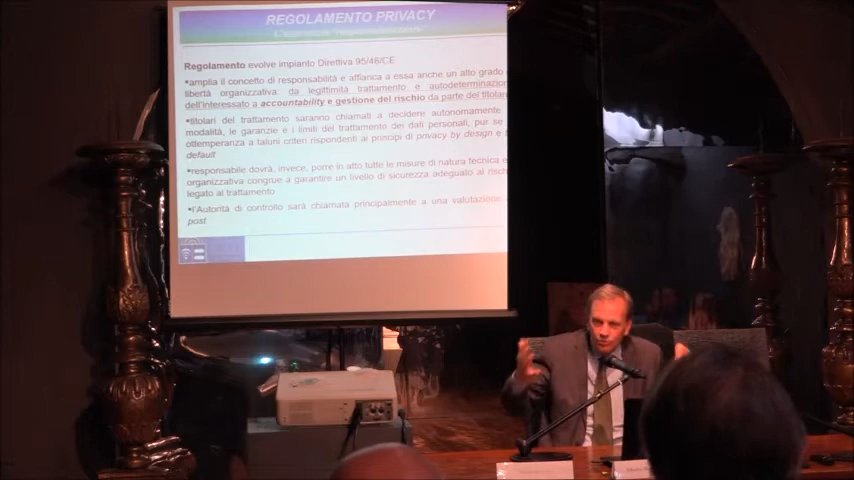 REGOLAMENTO PRIVACY
Regolamento evolve impianto Direttiva 95/46/CE
▪amplia il concetto di responsabilità e affianca a essa anche un alto grado
libertà organizzativa: da legittimità trattamento e autodeterminazion
dell'interessato a accountability e gestione del rischio da parte del titolar
▪titolari del trattamento saranno chiamati a decidere autonomamente
modalità, le garanzie e i limiti del trattamento dei dati personali, pur se
ottemperanza a taluni criteri rispondenti ai principi di privacy by design e
default
▪responsabile dovrà, invece, porre in atto tutte le misure di natura tecnica e
organizzativa congrue a garantire un livello di sicurezza adeguato al risch
legato al trattamento
▪l'Autorità di controllo sarà chiamata principalmente a una valutazione
post